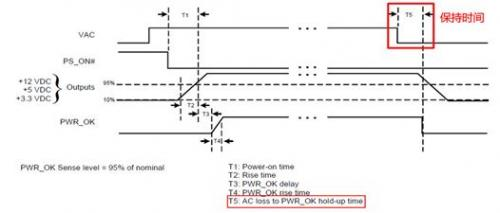 T1
T5
保持时间
VAC
PS_ON#
+12 VDC
+5 VDC
+3.3 VDC
Outputs
95%
10%
T2
T3
PWR_OK
T4
PWR_OK Sense level = 95% of nominal
T1: Power-on time
T2: Rise time
T3: PWR_OK delay
T4: PWR_OK rise time
T5: AC loss to PWR_OK hold-up time